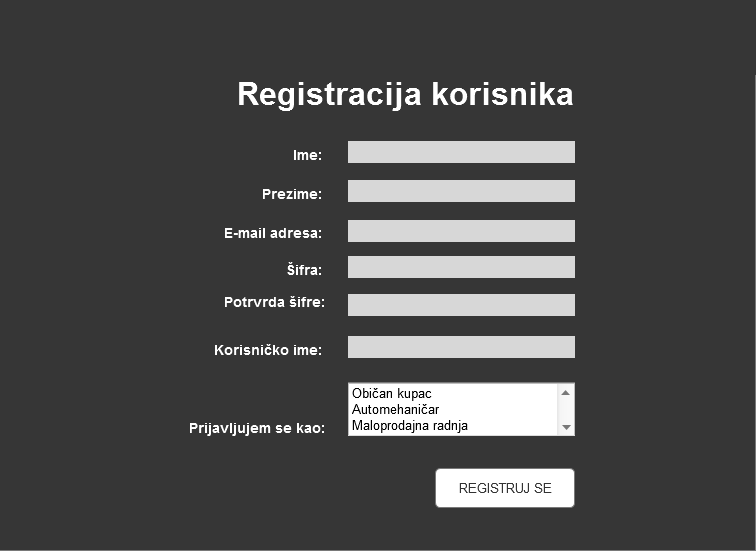 Registracija korisnika
Ime:
Prezime:
E-mail adresa:
Šifra:
Potrvrda šifre:
Korisničko ime:
Običan kupac
Automehaničar
Maloprodajna radnja
Prijavljujem se kao:
REGISTRUJ SE